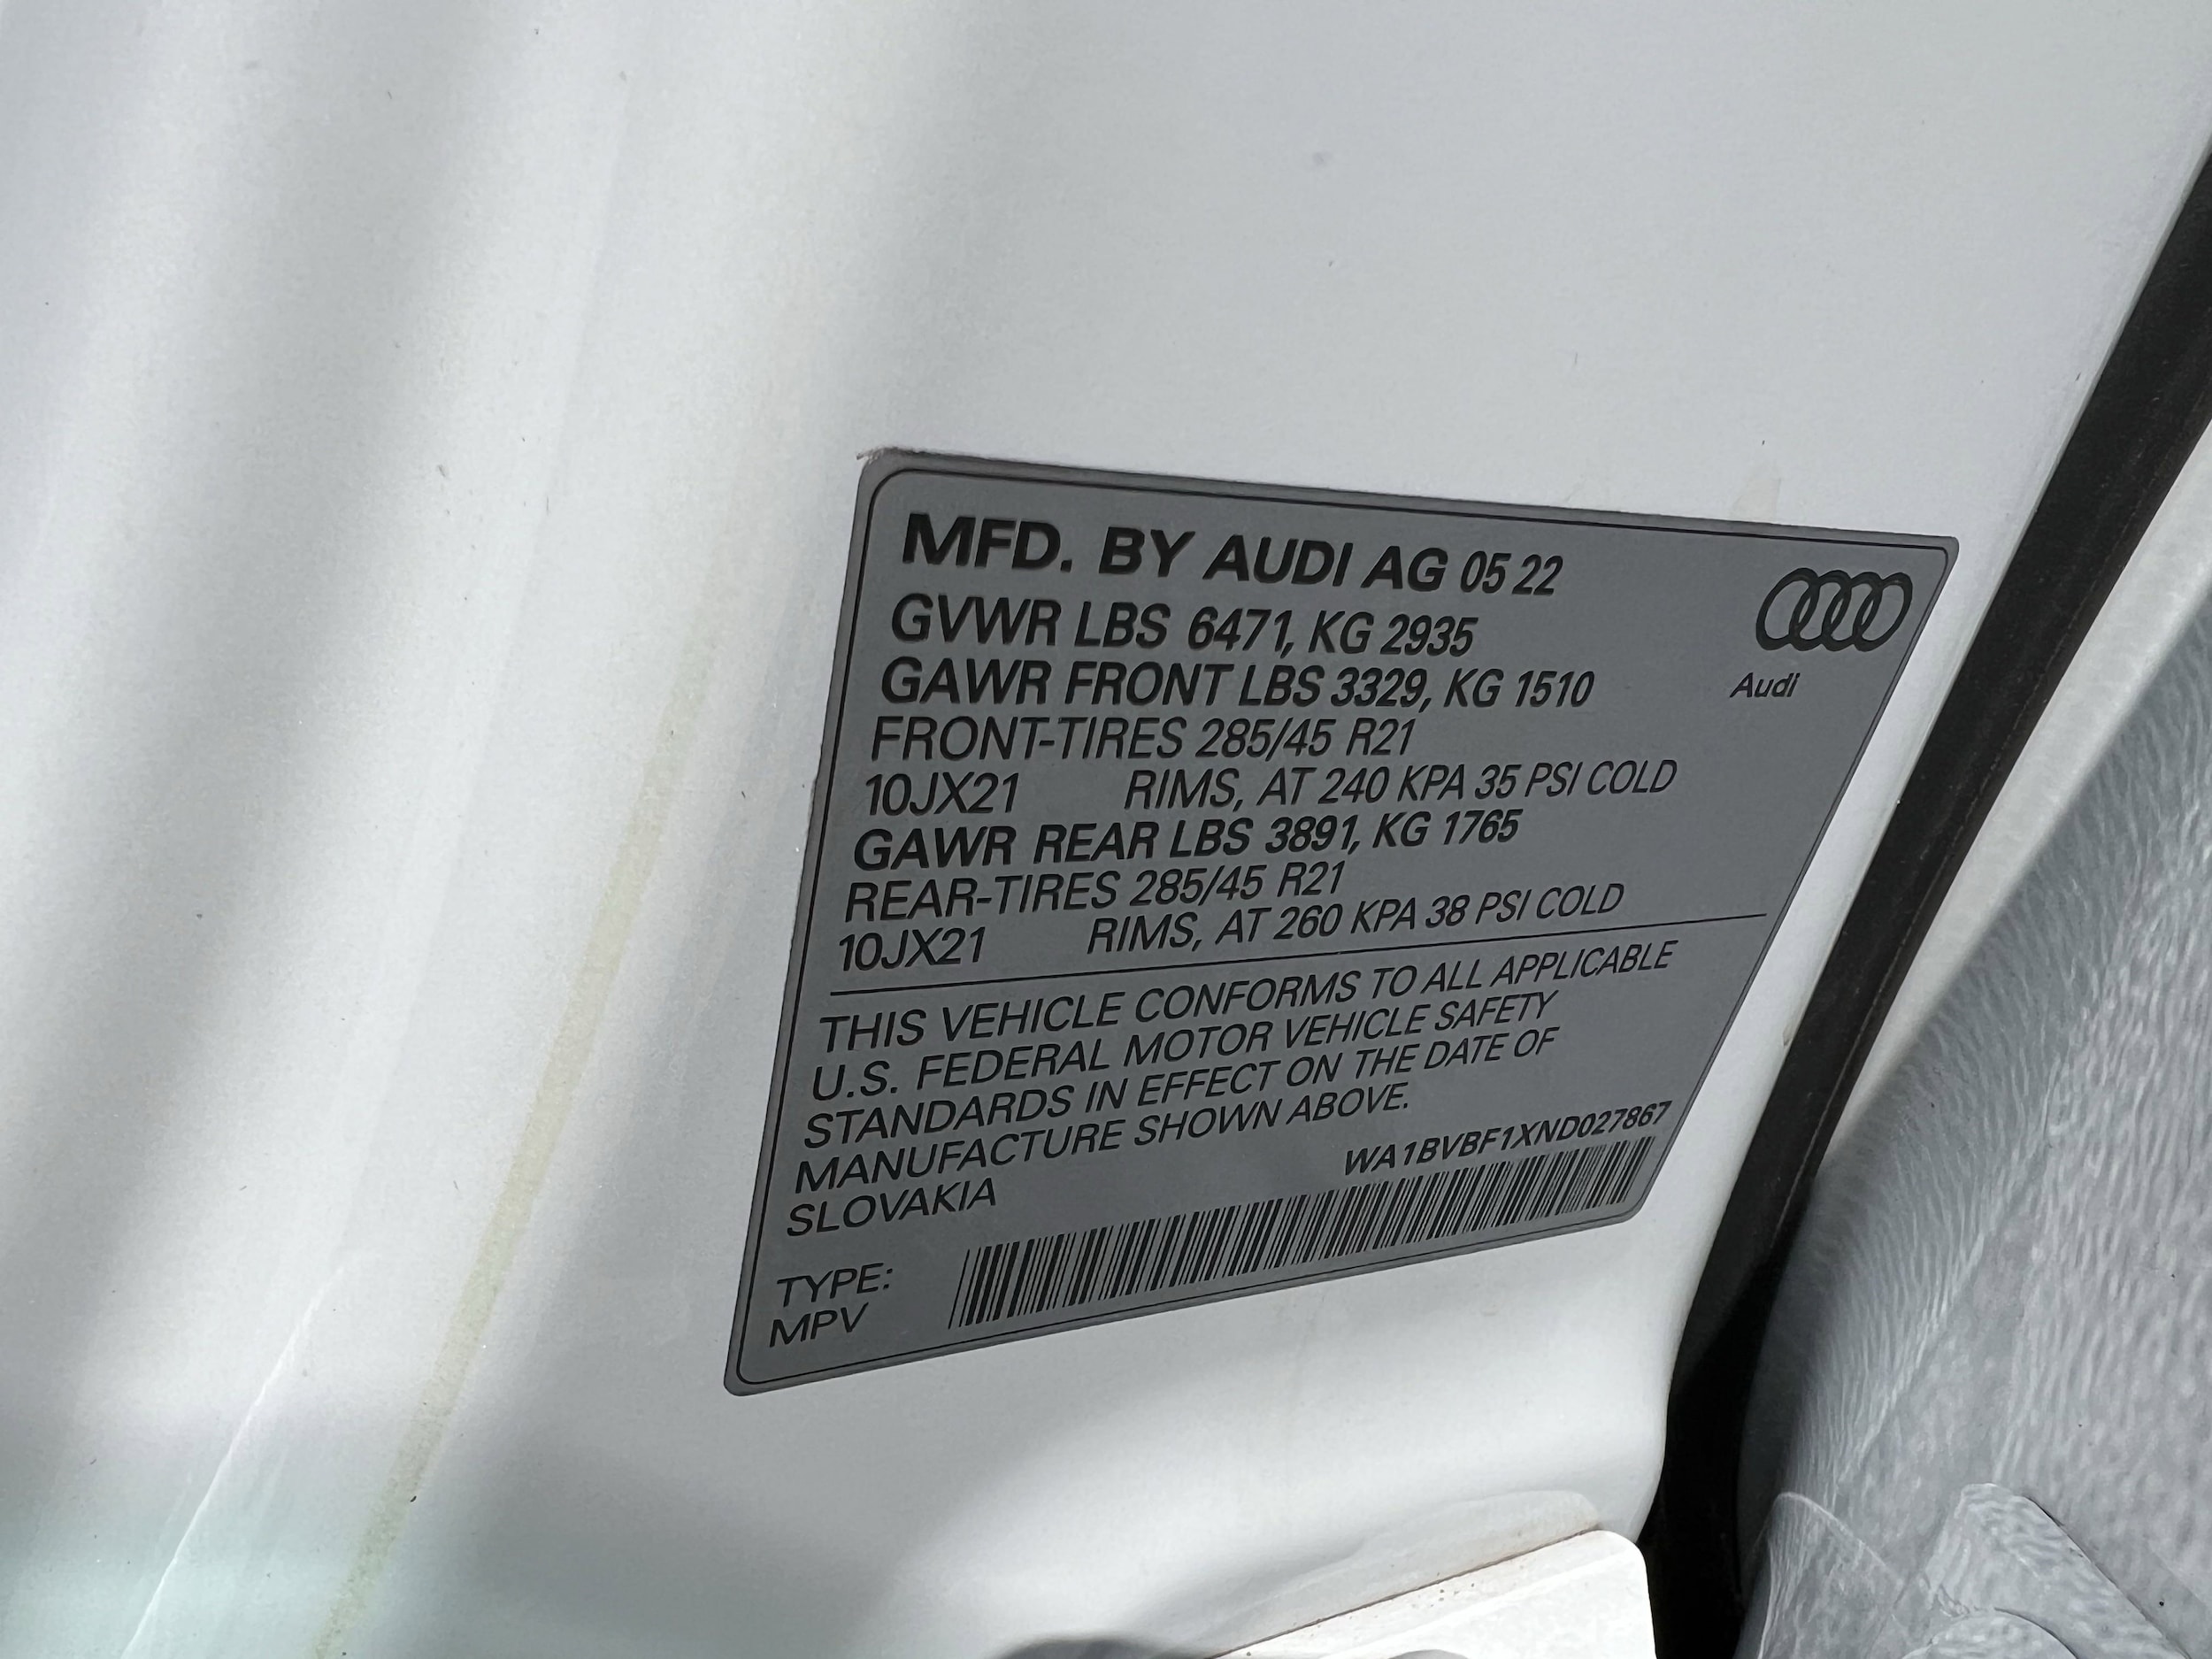 MFD. BY AUDI AG 05 22
GVWR LBS 6471, KG 2935
GAWR FRONT LBS 3329, KG 1510
Audi
FRONT-TIRES 285/45 R21
10JX21 RIMS, AT 240 KPA 35 PSI COLD
GAWR REAR LBS 3891, KG 1765
REAR-TIRES 285/45 R21
10JX21 RIMS, AT 260 KPA 38 PSI COLD
THIS VEHICLE CONFORMS TO ALL APPLICABLE
U.S. FEDERAL MOTOR VEHICLE SAFETY
STANDARDS IN EFFECT ON THE DATE OF
MANUFACTURE SHOWN ABOVE.
WA1BVBF1XND027867
SLOVAKIA
TYPE:
MPV